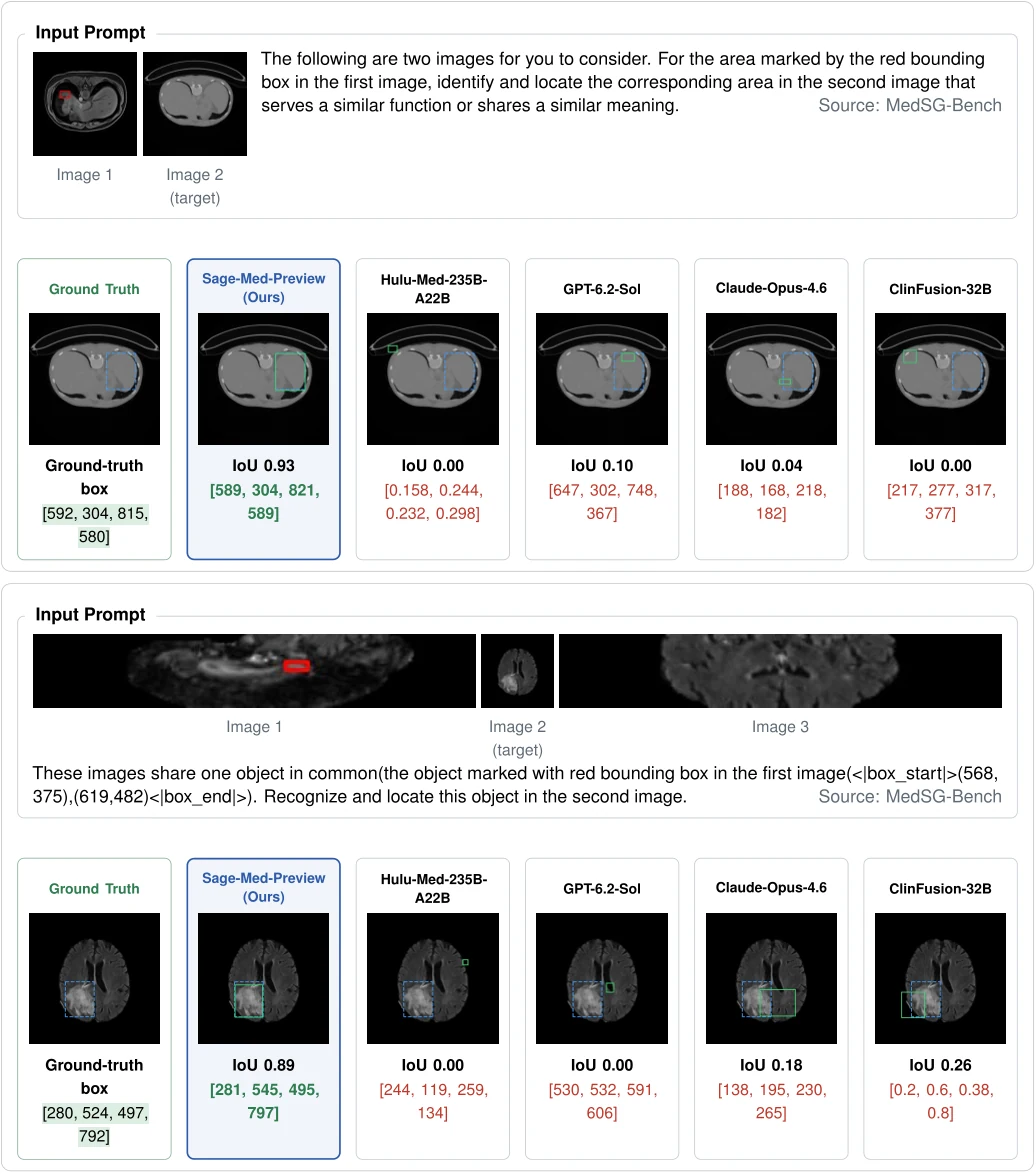 Input Prompt
The following are two images for you to consider. For the area marked by the red bounding
box in the first image, identify and locate the corresponding area in the second image that
serves a similar function or shares a similar meaning.
Source: MedSG-Bench
Image 1
Image 2
(target)
Ground Truth
Ground-truth
box
[592, 304, 815,
580]
Sage-Med-Preview
(Ours)
IoU 0.93
[589, 304, 821,
589]
Hulu-Med-235B-
A22B
IoU 0.00
[0.158, 0.244,
0.232, 0.298]
GPT-6.2-Sol
IoU 0.10
[647, 302, 748,
367]
Claude-Opus-4.6
IoU 0.04
[188, 168, 218,
182]
ClinFusion-32B
IoU 0.00
[217, 277, 317,
377]
Input Prompt
Image 1
Image 2
(target)
Image 3
These images share one object in common(the object marked with red bounding box in the first image(<|box_start|>(568,
375),(619,482)<|box_end|>). Recognize and locate this object in the second image.
Source: MedSG-Bench
Ground Truth
Ground-truth
box
[280, 524, 497,
792]
Sage-Med-Preview
(Ours)
IoU 0.89
[281, 545, 495,
797]
Hulu-Med-235B-
A22B
IoU 0.00
[244, 119, 259,
134]
GPT-6.2-Sol
IoU 0.00
[530, 532, 591,
606]
Claude-Opus-4.6
IoU 0.18
[138, 195, 230,
265]
ClinFusion-32B
IoU 0.26
[0.2, 0.6, 0.38,
0.8]